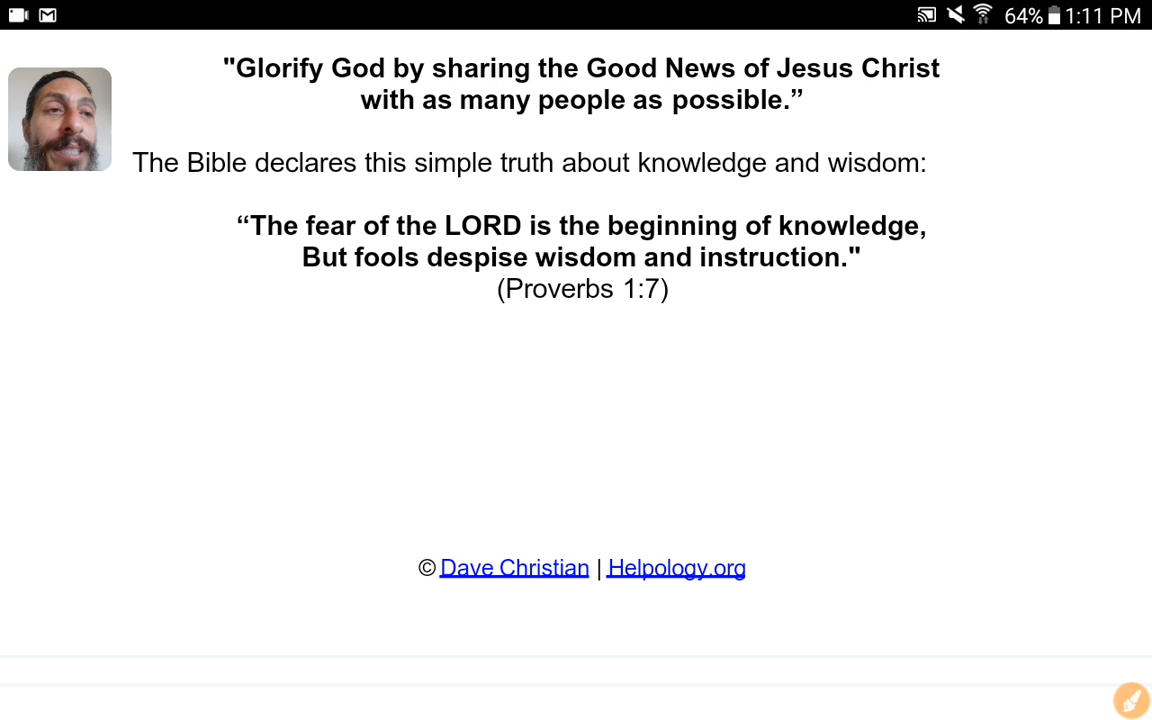 64% 1:11 PM
"Glorify God by sharing the Good News of Jesus Christ
with as many people as possible.”
The Bible declares this simple truth about knowledge and wisdom:
“The fear of the LORD is the beginning of knowledge,
But fools despise wisdom and instruction."
(Proverbs 1:7)
© Dave Christian | Helpology.org